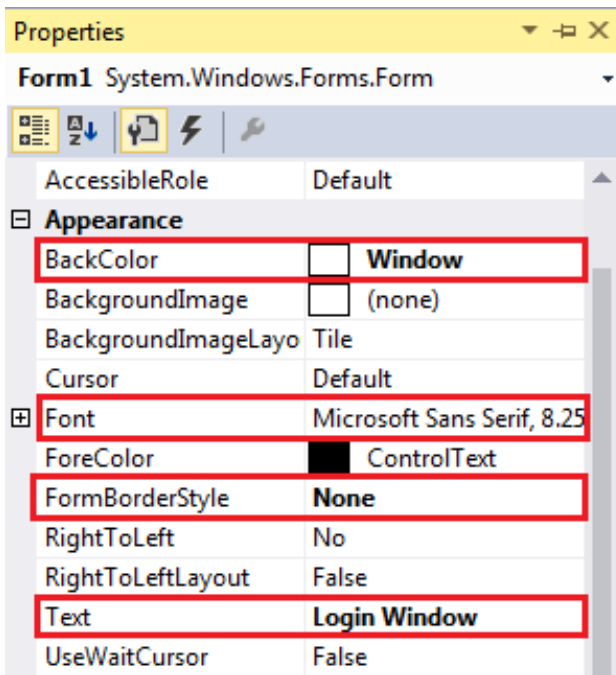 Properties
Form1 System.Windows.Forms.Form
AccessibleRole Default
Appearance
BackColor Window
BackgroundImage (none)
BackgroundImageLayo Tile
Cursor Default
Font Microsoft Sans Serif, 8.25
ForeColor ControlText
FormBorderStyle None
RightToLeft No
RightToLeftLayout False
Text Login Window
UseWaitCursor False